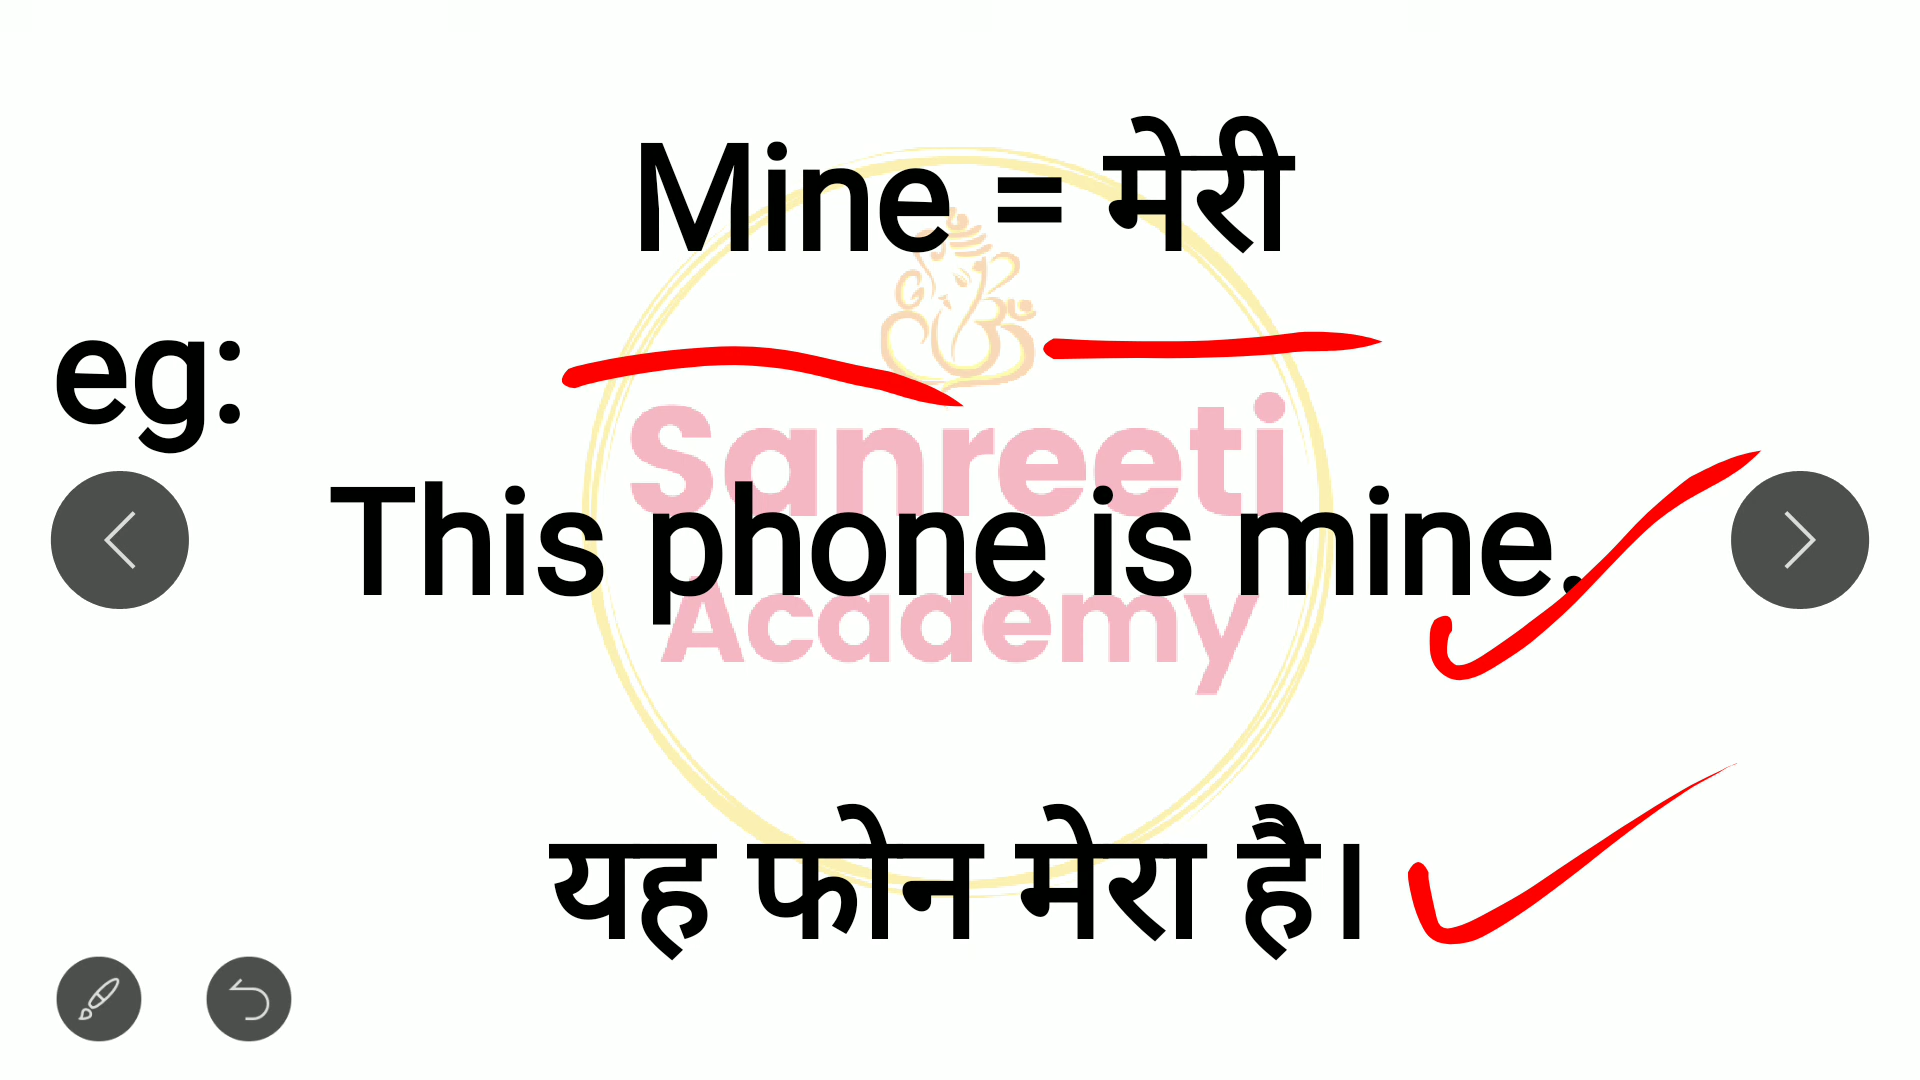 Mine = मेरी
eg:
Sanreeti
This phone is mine.
Academy
यह फोन मेरा है।